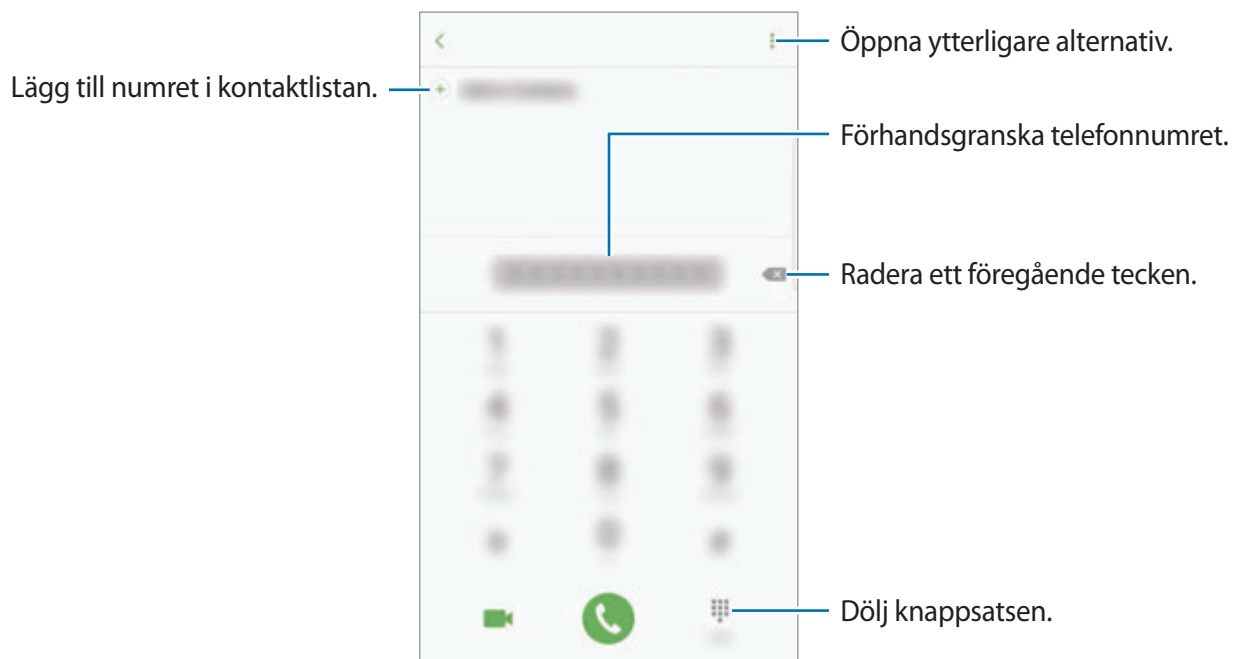 Öppna ytterligare alternativ.
Lägg till numret i kontaktlistan.
Förhandsgranska telefonnumret.
Radera ett föregående tecken.
Dölj knappsatsen.